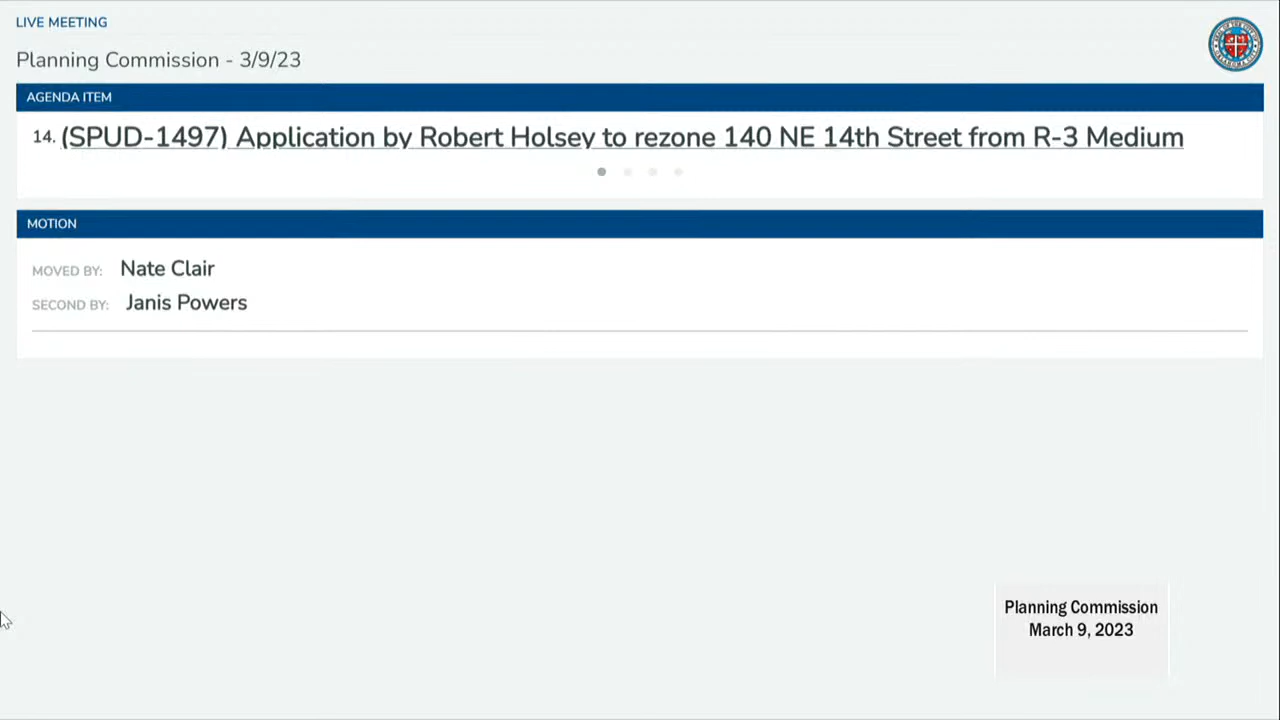 LIVE MEETING
Planning Commission - 3/9/23
AGENDA ITEM
14. (SPUD-1497) Application by Robert Holsey to rezone 140 NE 14th Street from R-3 Medium
MOTION
MOVED BY: Nate Clair
SECOND BY: Janis Powers
Planning Commission
March 9, 2023